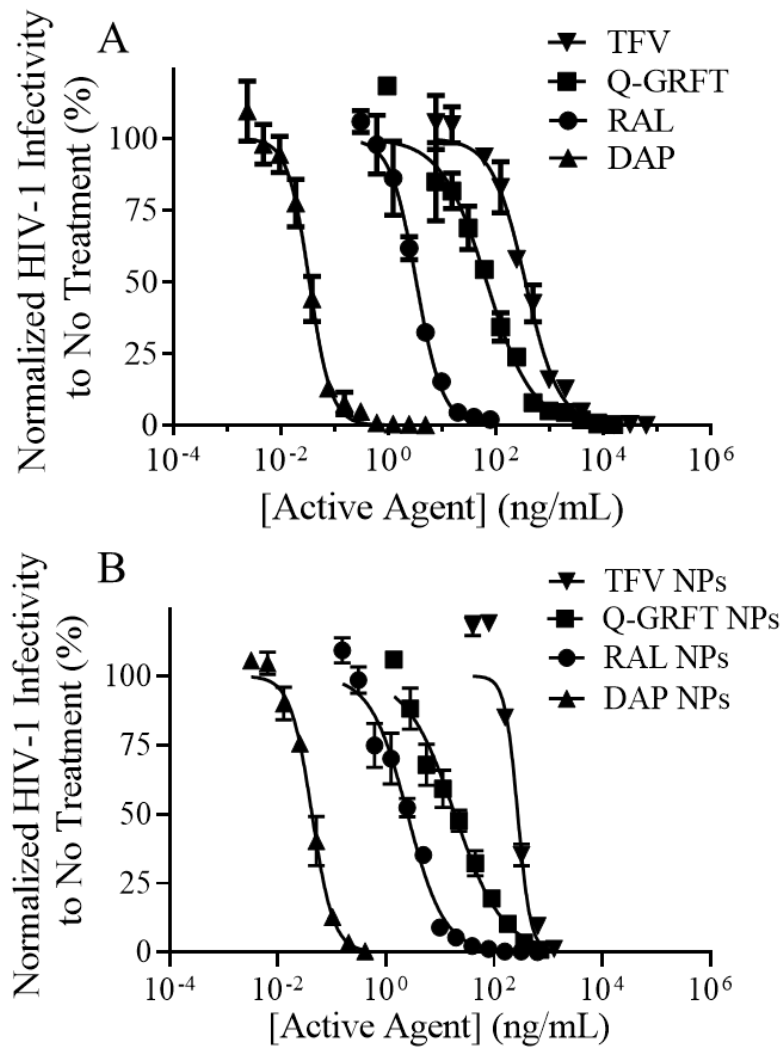 A
TFV
Q-GRFT
RAL
DAP
Normalized HIV-1 Infectivity
to No Treatment (%)
100
75
50
25
0
10-4 10-2 100 102 104 106
[Active Agent] (ng/mL)
B
TFV NPs
Q-GRFT NPs
RAL NPs
DAP NPs
Normalized HIV-1 Infectivity
to No Treatment (%)
100
75
50
25
0
10-4 10-2 100 102 104 106
[Active Agent] (ng/mL)